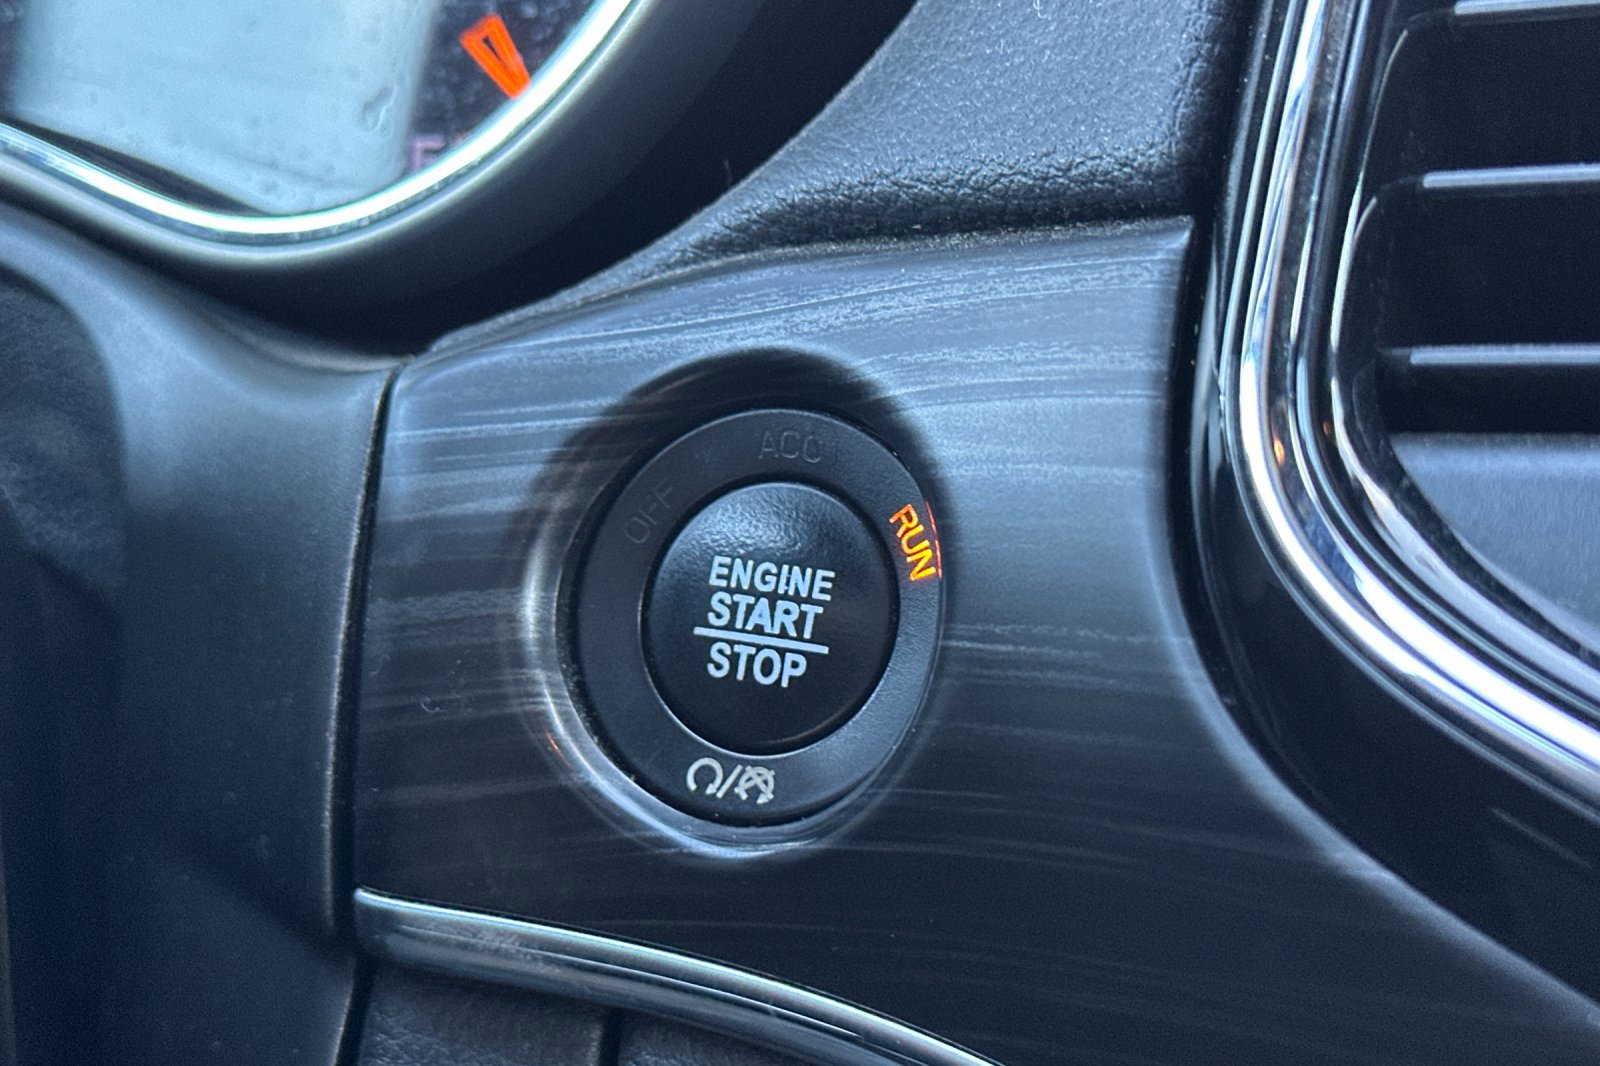 ACC
OFF
RUN
ENGINE
START
STOP
/